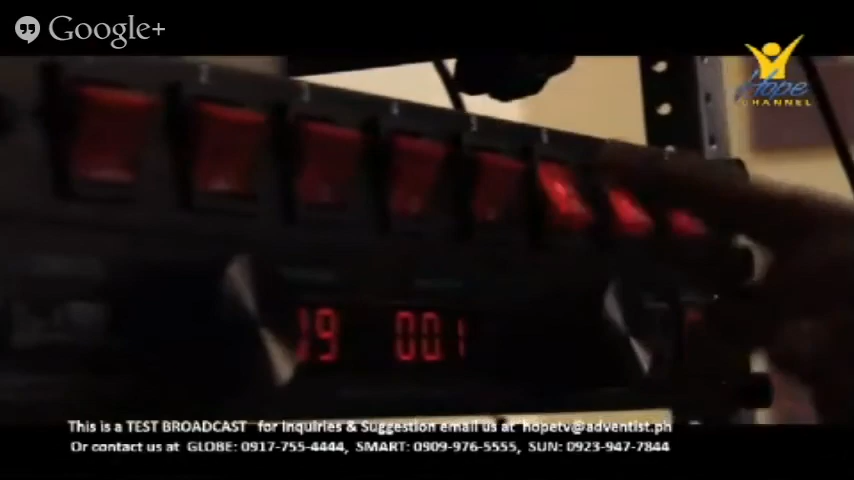 Google+
Hope
CHANNEL
19 00.1
This is a TEST BROADCAST for Inquiries & Suggestion email us at hopetv@adventist.ph
Or contact us at GLOBE: 0917-755-4444, SMART: 0909-976-5555, SUN: 0923-947-7844